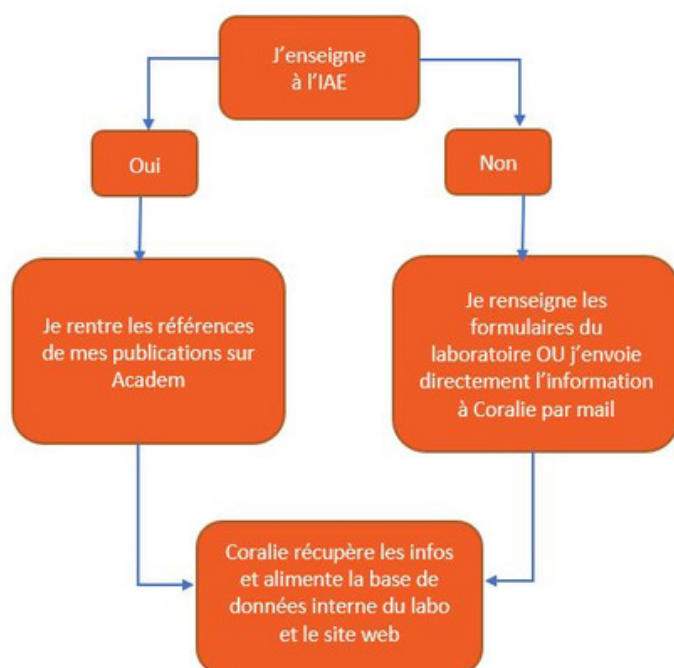 J’enseigne
à l’IAE
Oui
Non
Je rentre les références
de mes publications sur
Academ
Je renseigne les
formulaires du
laboratoire OU j’envoie
directement l’information
à Coralie par mail
Coralie récupère les infos
et alimente la base de
données interne du labo
et le site web